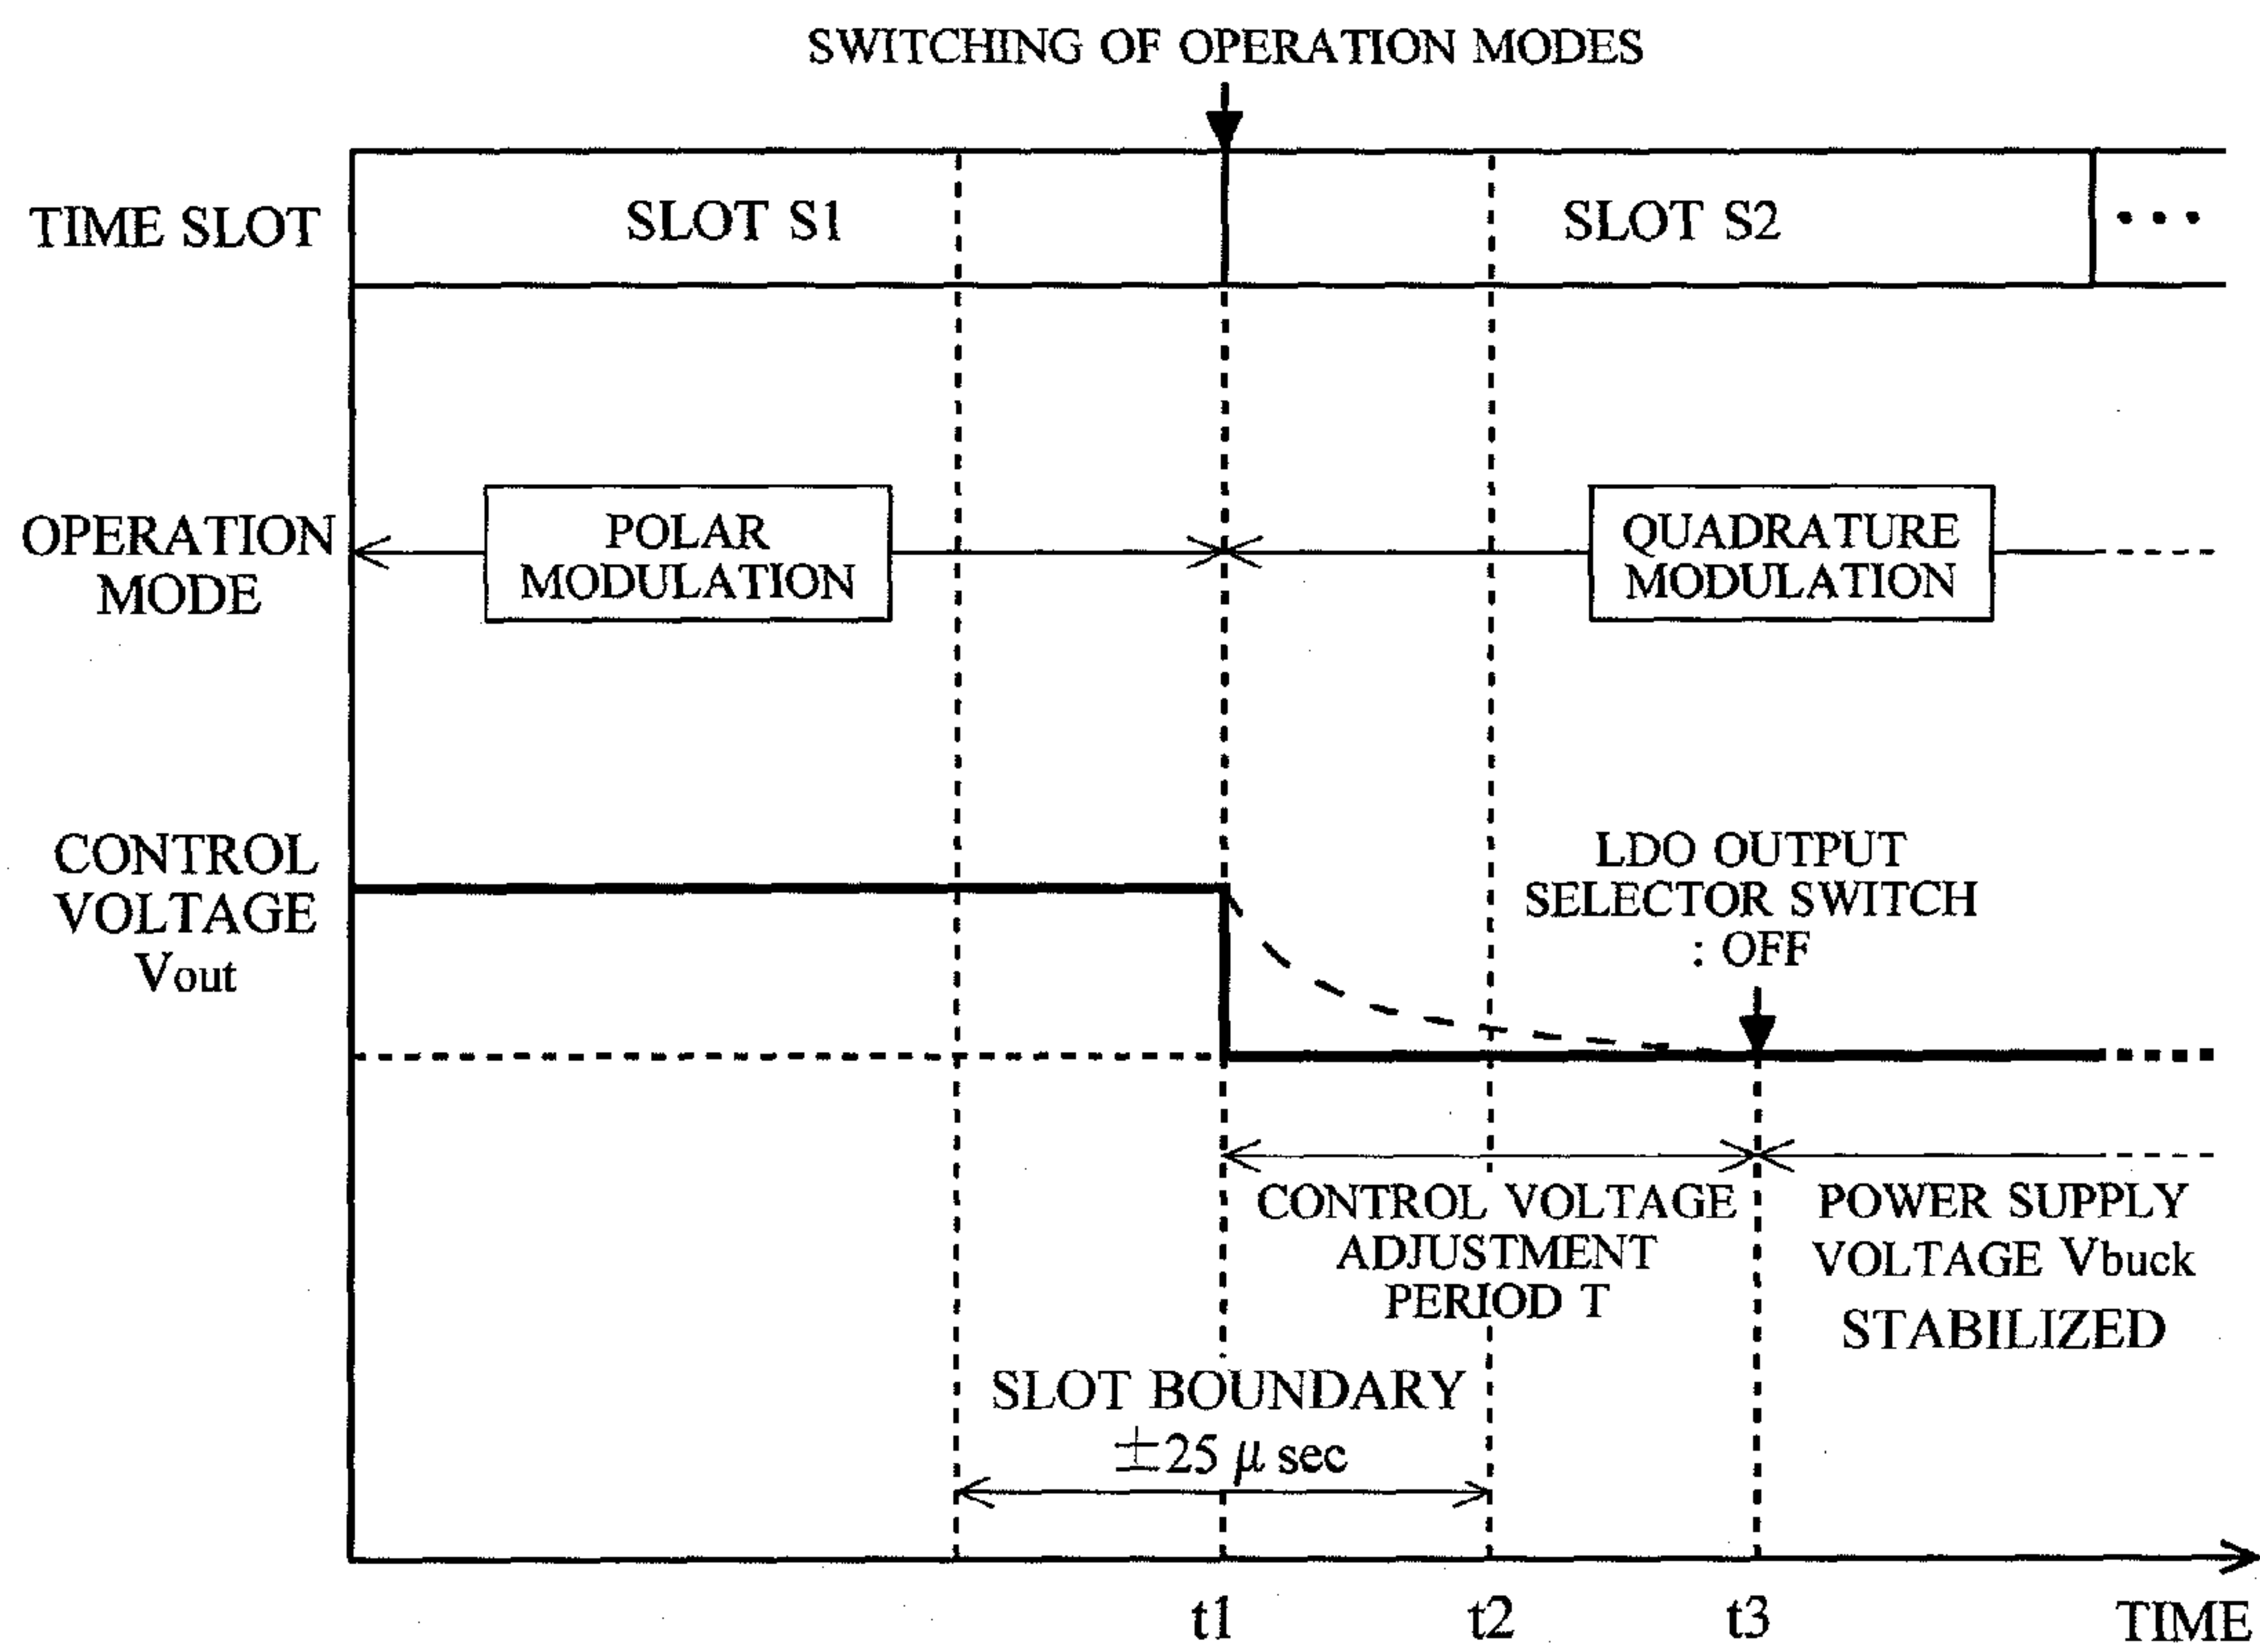 SWITCHING OF OPERATION MODES
TIME SLOT
SLOT S1
SLOT S2
...
OPERATION
MODE
POLAR
MODULATION
QUADRATURE
MODULATION
CONTROL
VOLTAGE
Vout
LDO OUTPUT
SELECTOR SWITCH
: OFF
CONTROL VOLTAGE
ADJUSTMENT
PERIOD T
POWER SUPPLY
VOLTAGE Vbuck
STABILIZED
SLOT BOUNDARY
±25 μ sec
t1
t2
t3
TIME